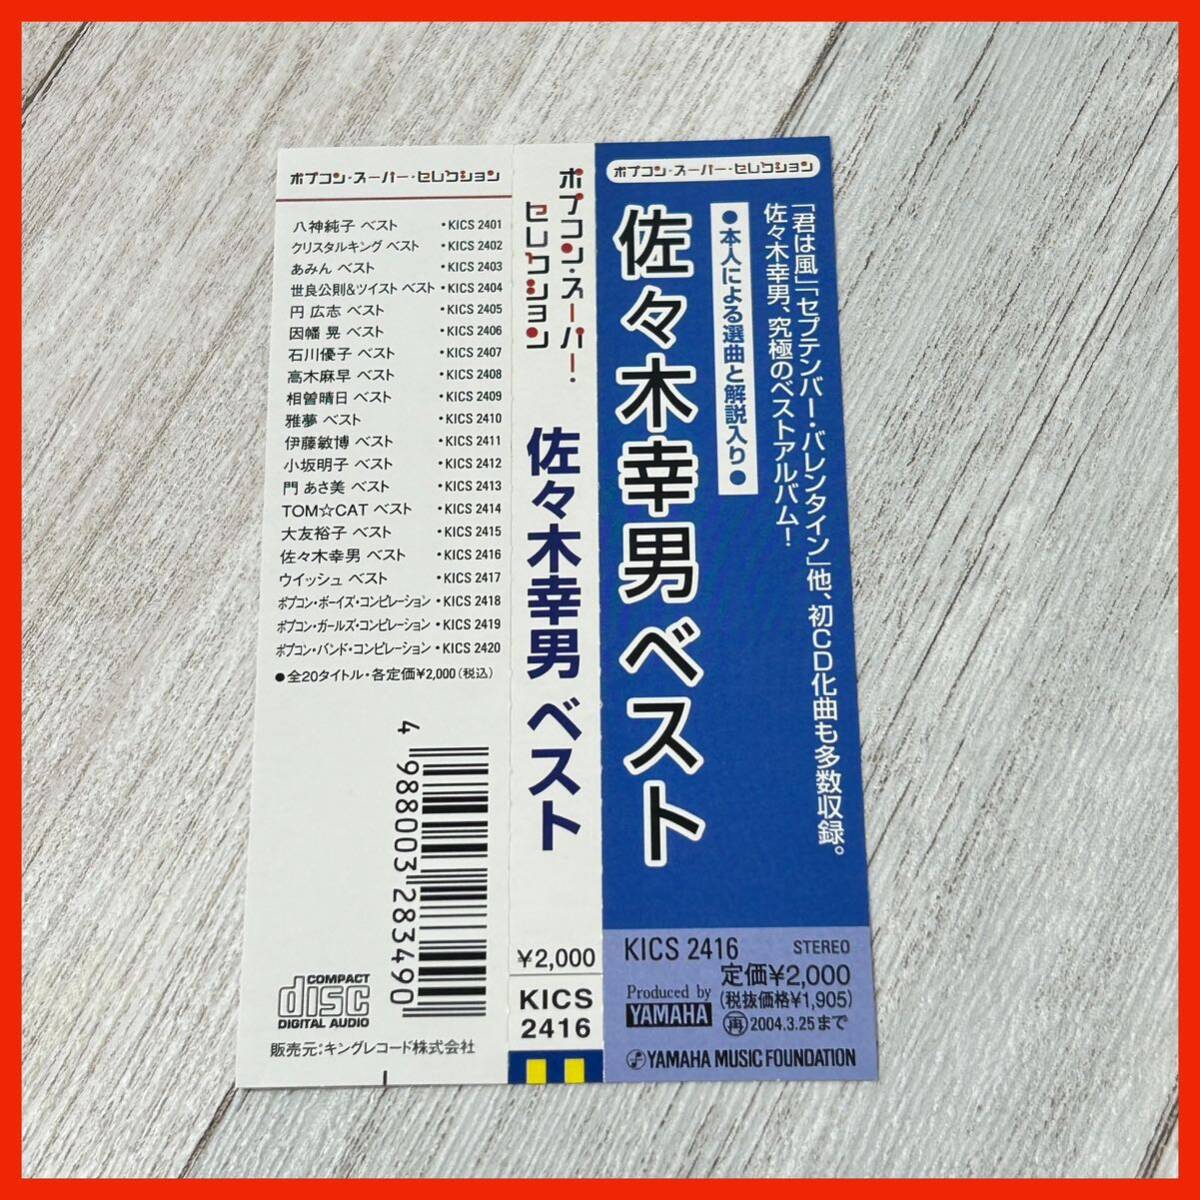 ポプコン・スーパー・セレクション
八神純子 ベスト ・KICS 2401
クリスタルキング ベスト ・KICS 2402
あみん ベスト ・KICS 2403
世良公則&ツイスト ベスト ・KICS 2404
円 広志 ベスト ・KICS 2405
因幡 晃 ベスト ・KICS 2406
石川優子 ベスト ・KICS 2407
高木麻早 ベスト ・KICS 2408
相曽晴日 ベスト ・KICS 2409
雅夢 ベスト ・KICS 2410
伊藤敏博 ベスト ・KICS 2411
小坂明子 ベスト ・KICS 2412
門 あさ美 ベスト ・KICS 2413
TOM☆CAT ベスト ・KICS 2414
大友裕子 ベスト ・KICS 2415
佐々木幸男 ベスト ・KICS 2416
ウイッシュ ベスト ・KICS 2417
ポプコン・ボーイズ・コンピレーション ・KICS 2418
ポプコン・ガールズ・コンピレーション ・KICS 2419
ポプコン・バンド・コンピレーション ・KICS 2420
●全20タイトル・各定価¥2,000(税込)
4 988003 283490
COMPACT
disc
DIGITAL AUDIO
販売元:キングレコード株式会社
ポプコン・スーパー・
セレクション
佐々木幸男 ベスト
¥2,000
KICS
2416
ポプコン・スーパー・セレクション
「君は風」「セプテンバー・バレンタイン」他、初CD化曲も多数収録。
佐々木幸男、究極のベストアルバム!
●本人による選曲と解説入り●
佐々木幸男 ベスト
KICS 2416 STEREO
定価¥2,000
(税抜価格¥1,905)
Produced by
YAMAHA
再 2004.3.25まで
YAMAHA MUSIC FOUNDATION